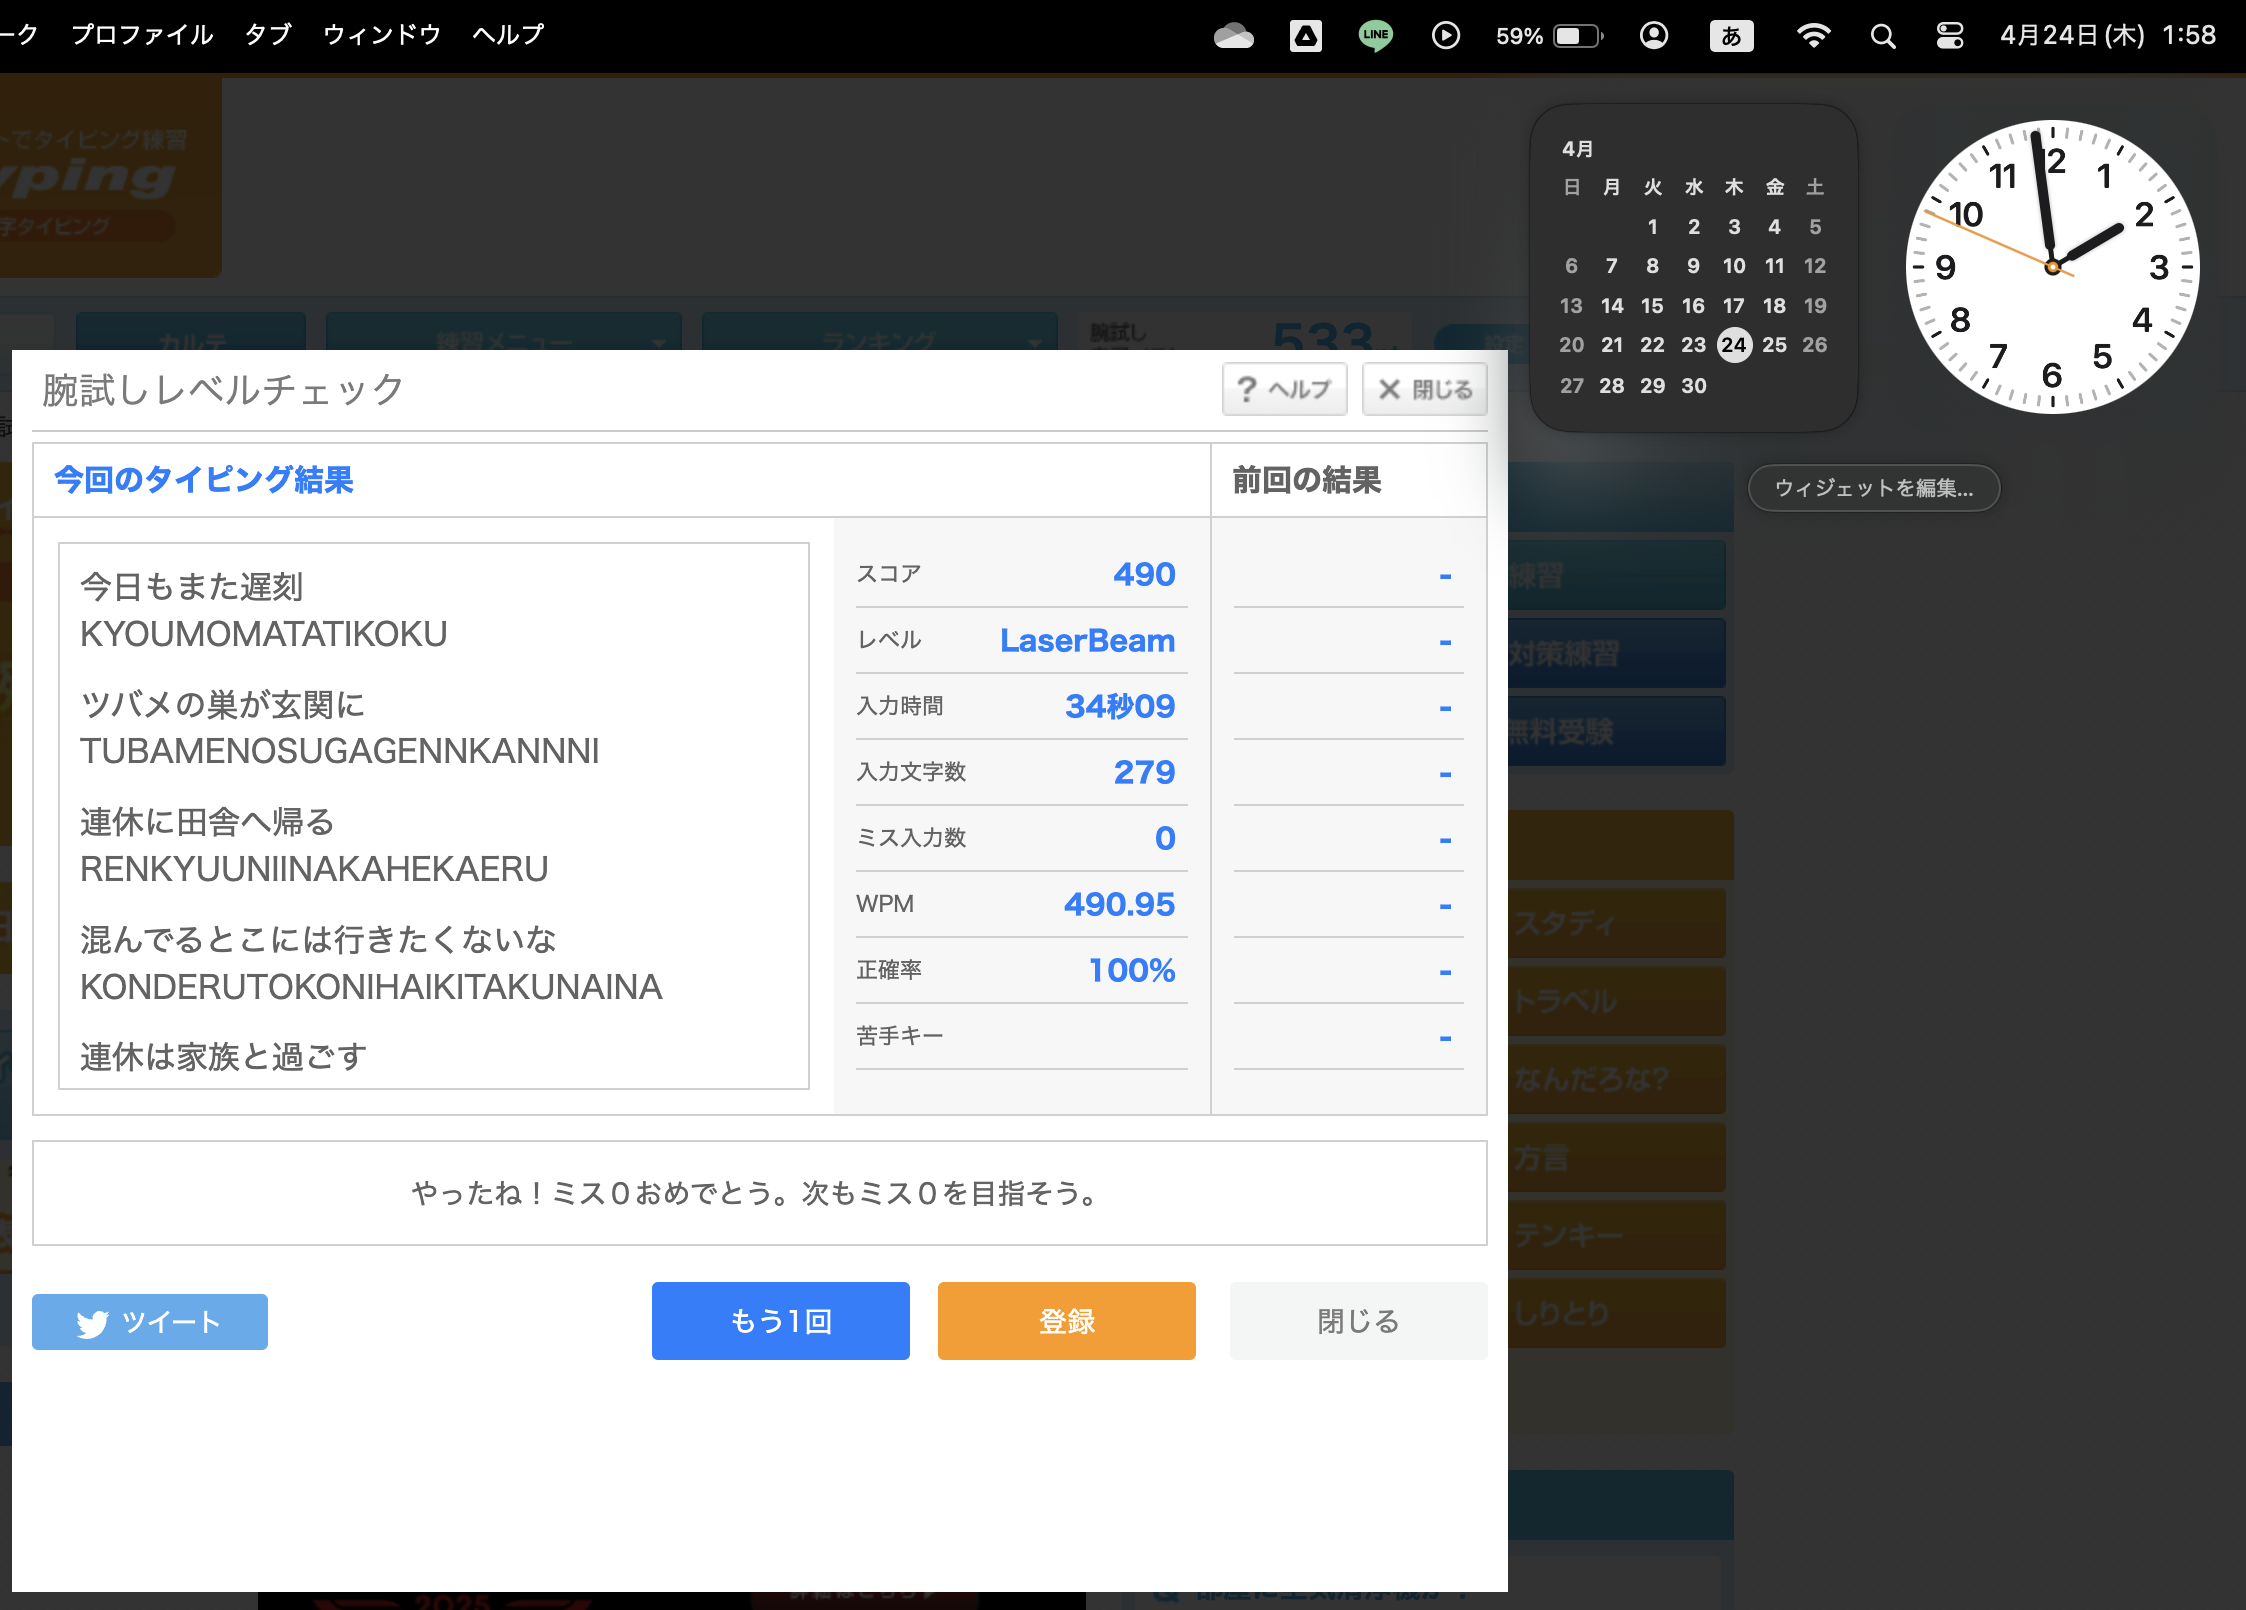 ーク プロファイル タブ ウィンドウ ヘルプ
LINE
59%
あ
4月24日(木) 1:58
トでタイピング練習
yping
字タイピング
4月
日 月 火 水 木 金 土
1 2 3 4 5
6 7 8 9 10 11 12
13 14 15 16 17 18 19
20 21 22 23 24 25 26
27 28 29 30
12 1 2 3 4 5 6 7 8 9 10 11
ウィジェットを編集...
カルテ
練習メニュー
ランキング
腕試し
533
設定
腕試しレベルチェック
? ヘルプ
× 閉じる
今回のタイピング結果
前回の結果
今日もまた遅刻
KYOUMOMATATIKOKU
ツバメの巣が玄関に
TUBAMENOSUGAGENNKANNNI
連休に田舎へ帰る
RENKYUUNIINAKAHEKAERU
混んでるとこには行きたくないな
KONDERUTOKONIHAIKITAKUNAINA
連休は家族と過ごす
スコア 490 -
レベル LaserBeam -
入力時間 34秒09 -
入力文字数 279 -
ミス入力数 0 -
WPM 490.95 -
正確率 100% -
苦手キー -
やったね！ミス０おめでとう。次もミス０を目指そう。
ツイート
もう1回
登録
閉じる
練習
対策練習
無料受験
スタディ
トラベル
なんだろな?
方言
テンキー
しりとり
2025